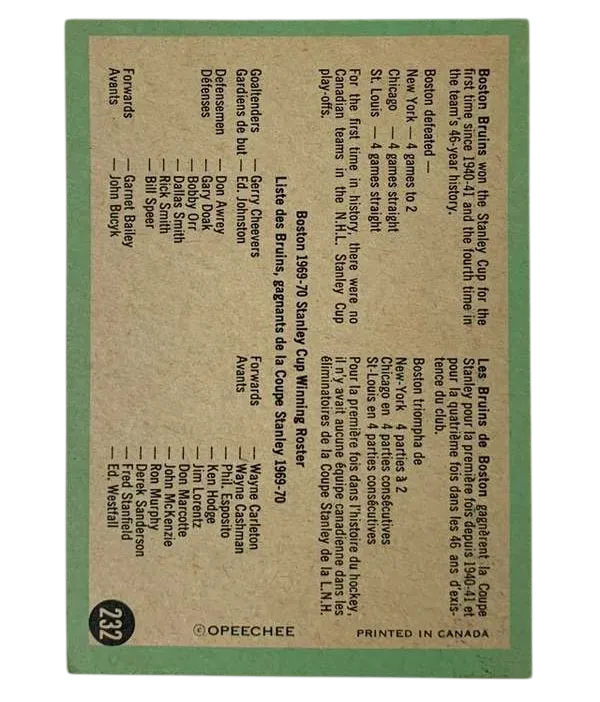 Boston Bruins won the Stanley Cup for the
first time since 1940-41 and the fourth time in
the team's 46-year history.
Boston defeated —
New York — 4 games to 2
Chicago — 4 games straight
St. Louis — 4 games straight
For the first time in history, there were no
Canadian teams in the N.H.L. Stanley Cup
play-offs.
Les Bruins de Boston gagnèrent la Coupe
Stanley pour la première fois depuis 1940-41 et
pour la quatrième fois dans les 46 ans d'exis-
tence du club.
Boston triompha de
New-York 4 parties à 2
Chicago en 4 parties consécutives
St-Louis en 4 parties consécutives
Pour la première fois dans l'histoire du hockey,
il n'y avait aucune équipe canadienne dans les
éliminatoires de la Coupe Stanley de la L.N.H.
Boston 1969-70 Stanley Cup Winning Roster
Liste des Bruins, gagnants de la Coupe Stanley 1969-70
Goaltenders — Gerry Cheevers
Gardiens de but — Ed. Johnston
Defensemen — Don Awrey
Défenses — Gary Doak
— Bobby Orr
— Dallas Smith
— Rick Smith
— Bill Speer
Forwards — Garnet Bailey
Avants — John Bucyk
Forwards — Wayne Carleton
Avants — Wayne Cashman
— Phil. Esposito
— Ken Hodge
— Jim Lorentz
— Don Marcotte
— John McKenzie
— Ron Murphy
— Derek Sanderson
— Fred Stanfield
— Ed. Westfall
PRINTED IN CANADA
© OPEECHEE
232